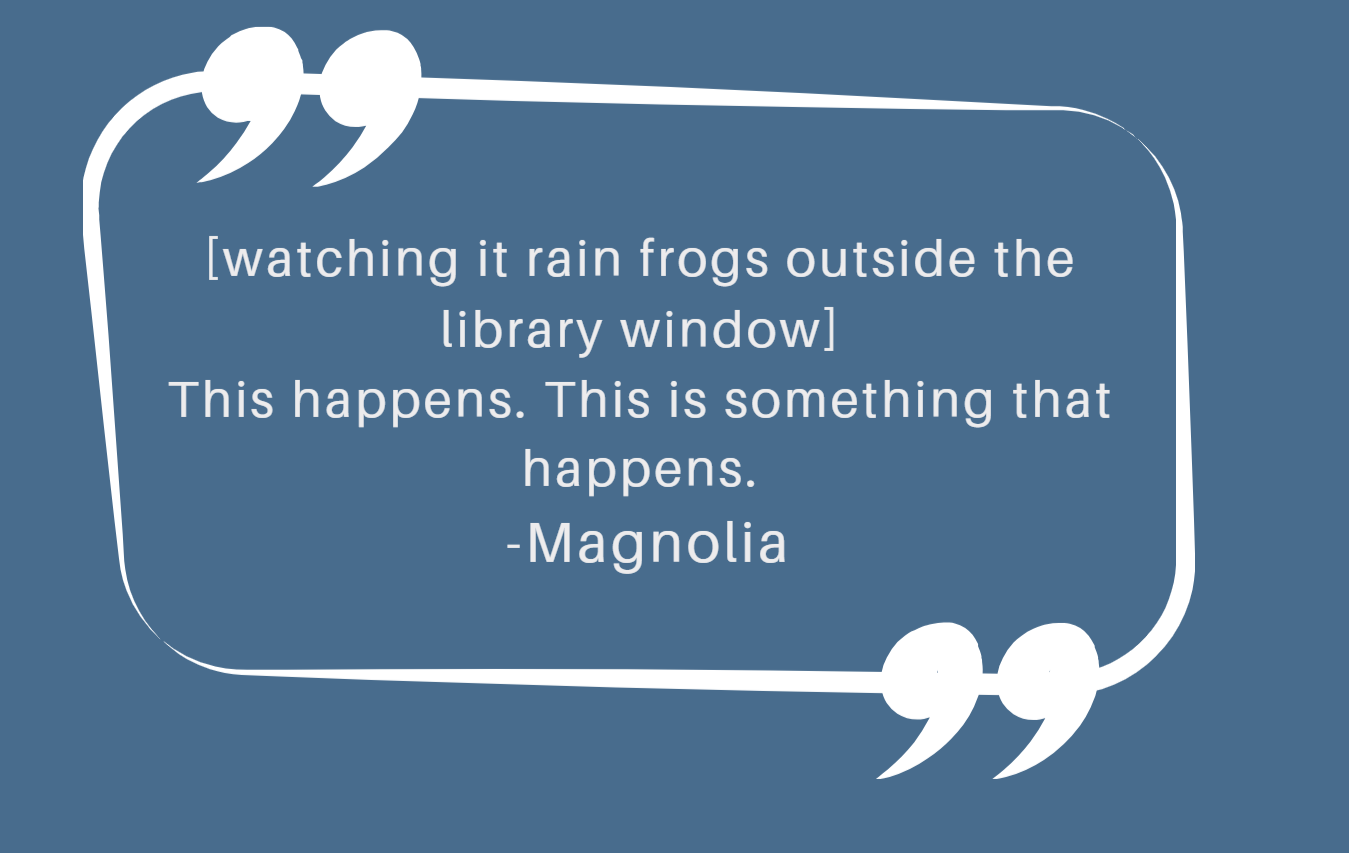 [watching it rain frogs outside the
library window]
This happens. This is something that
happens.
-Magnolia